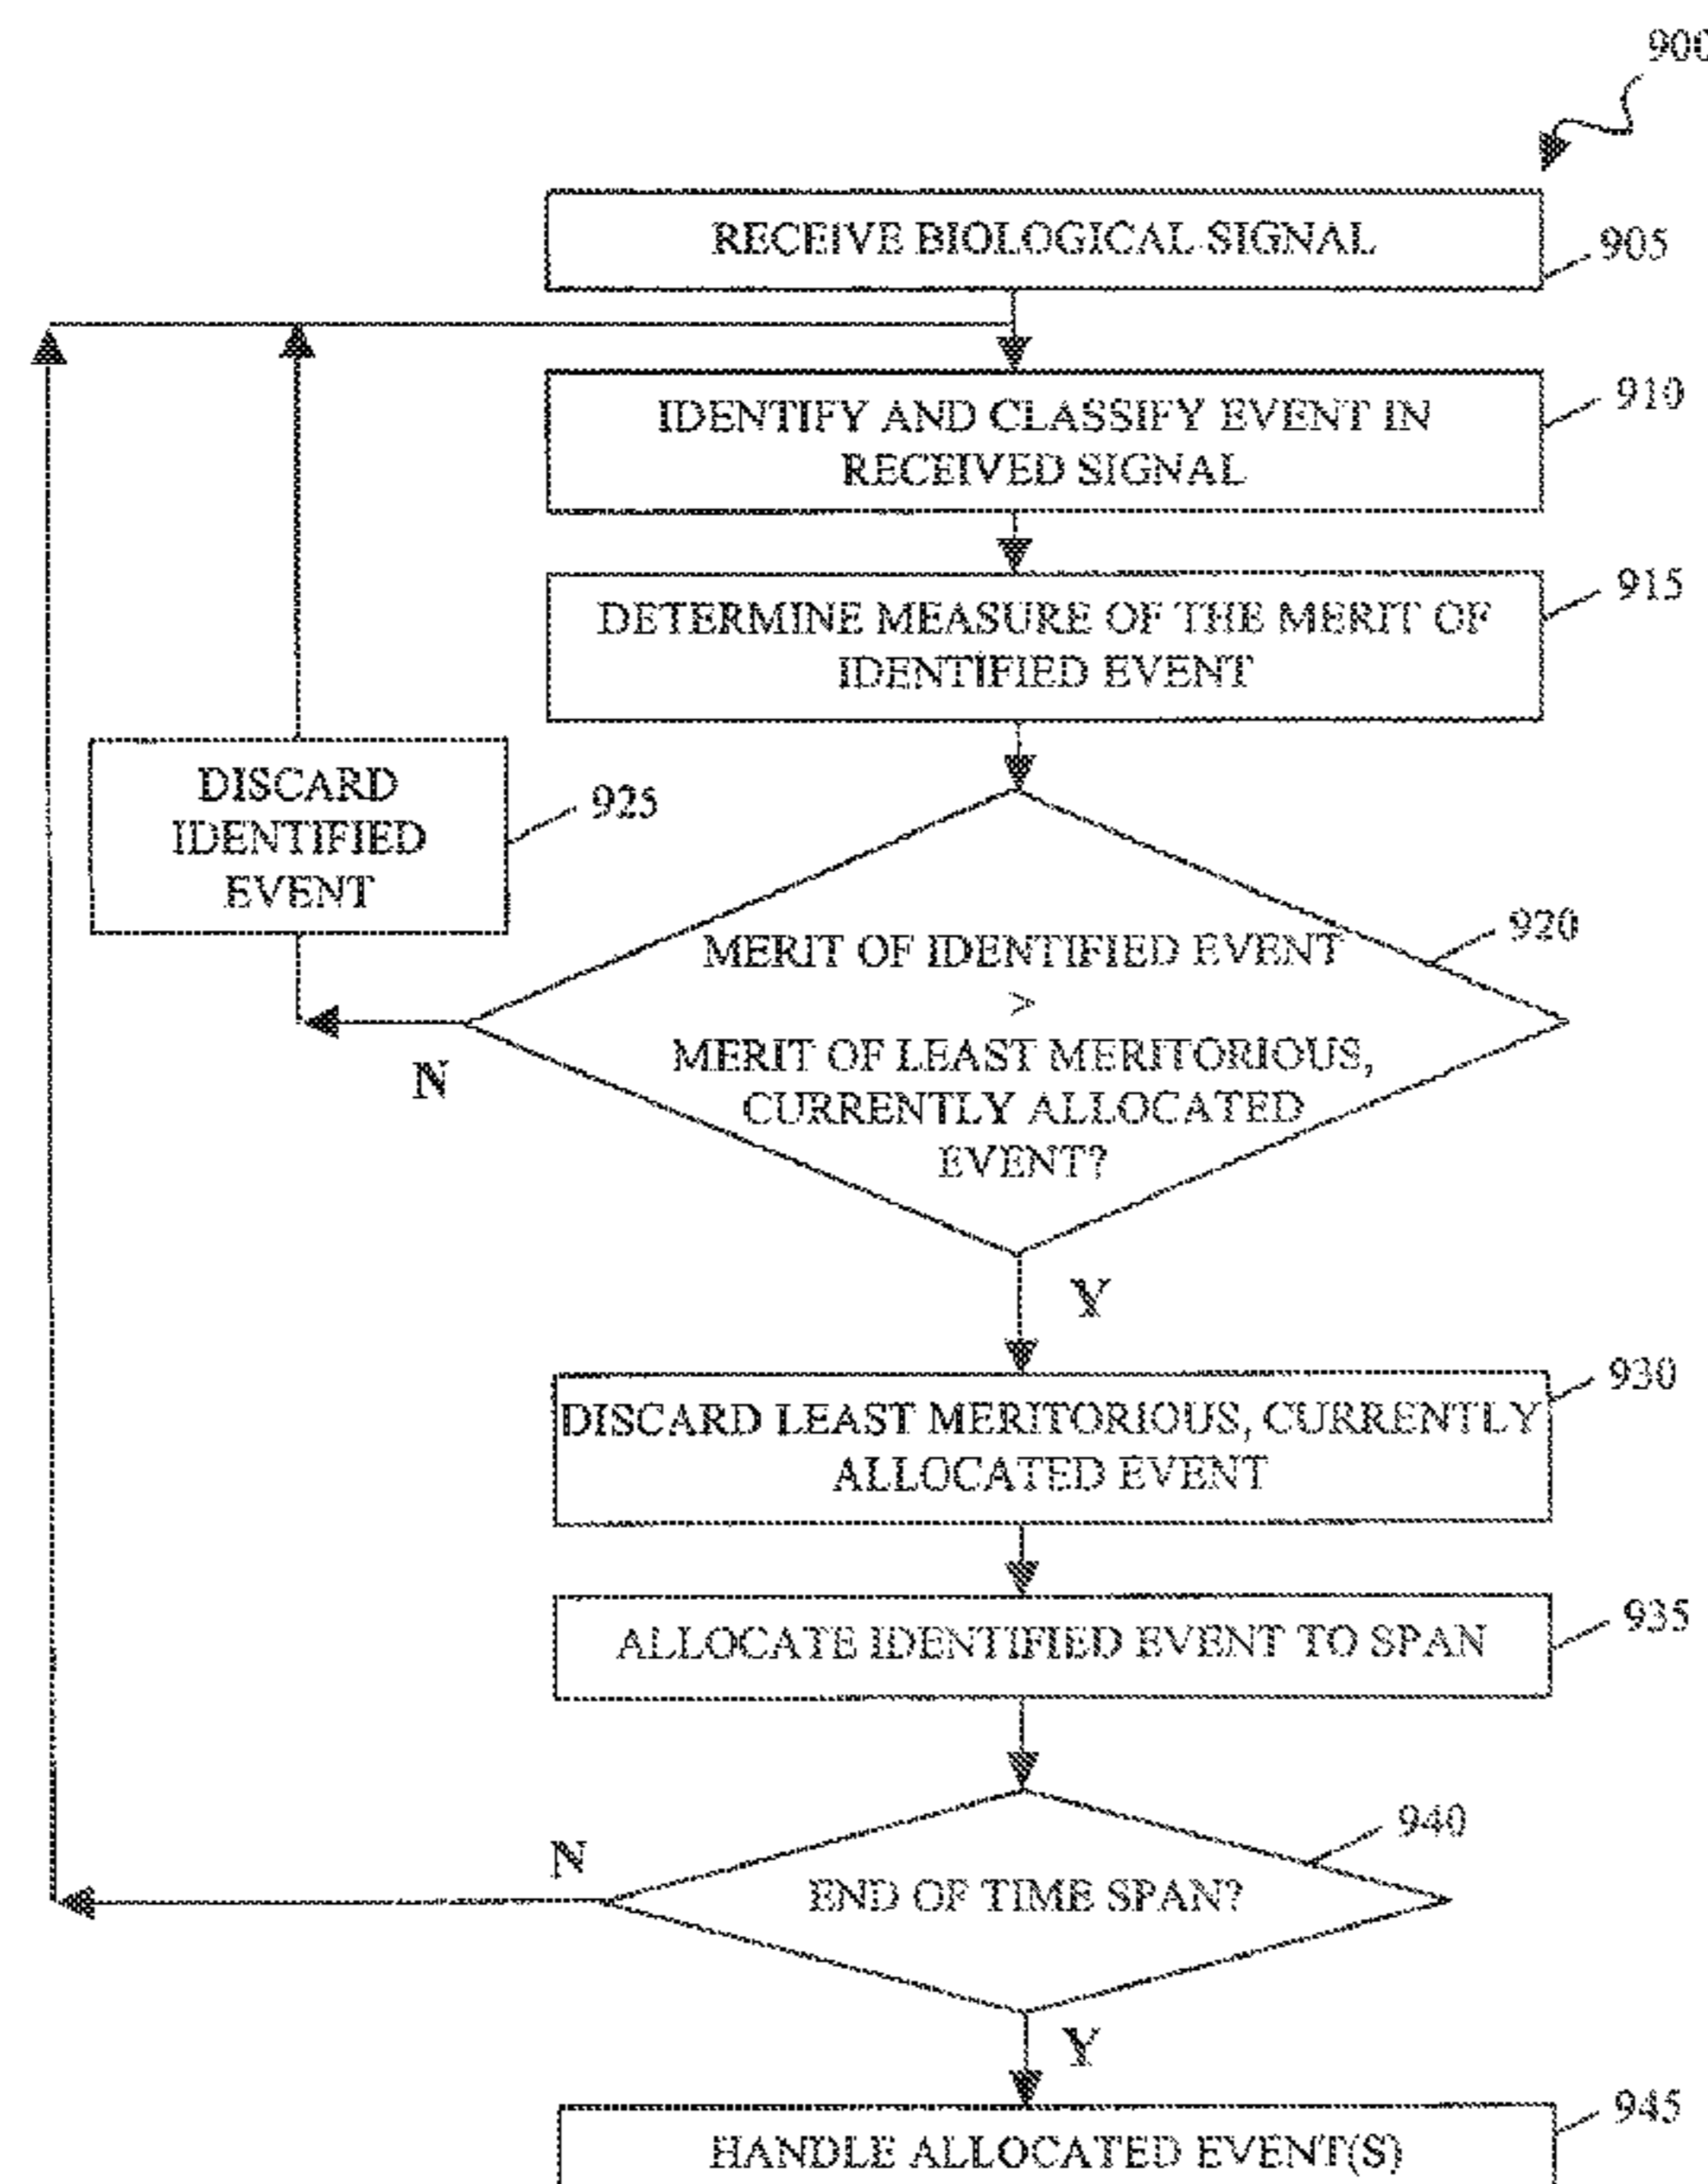 900
RECEIVE BIOLOGICAL SIGNAL
905
IDENTIFY AND CLASSIFY EVENT IN
RECEIVED SIGNAL
910
DETERMINE MEASURE OF THE MERIT OF
IDENTIFIED EVENT
915
DISCARD
IDENTIFIED
EVENT
925
MERIT OF IDENTIFIED EVENT
>
MERIT OF LEAST MERITORIOUS,
CURRENTLY ALLOCATED
EVENT?
920
N
Y
DISCARD LEAST MERITORIOUS, CURRENTLY
ALLOCATED EVENT
930
ALLOCATE IDENTIFIED EVENT TO SPAN
935
END OF TIME SPAN?
940
N
Y
HANDLE ALLOCATED EVENT(S)
945